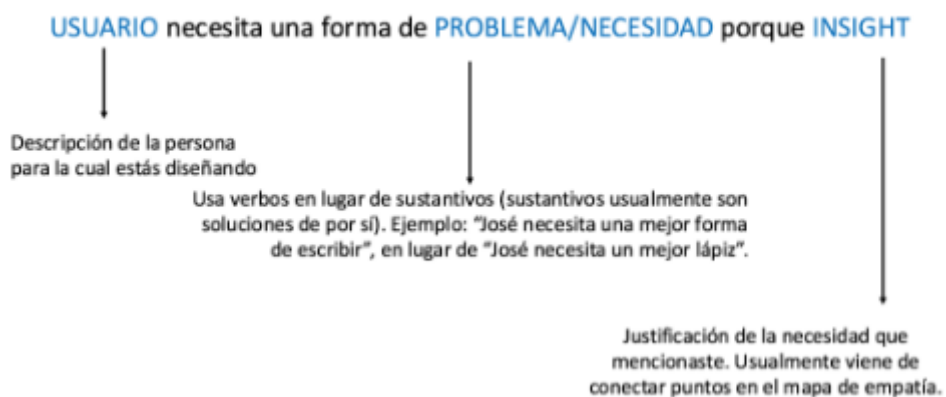 USUARIO necesita una forma de PROBLEMA/NECESIDAD porque INSIGHT
Descripción de la persona
para la cual estás diseñando
Usa verbos en lugar de sustantivos (sustantivos usualmente son
soluciones de por sí). Ejemplo: “José necesita una mejor forma
de escribir”, en lugar de “José necesita un mejor lápiz”.
Justificación de la necesidad que
mencionaste. Usualmente viene de
conectar puntos en el mapa de empatía.